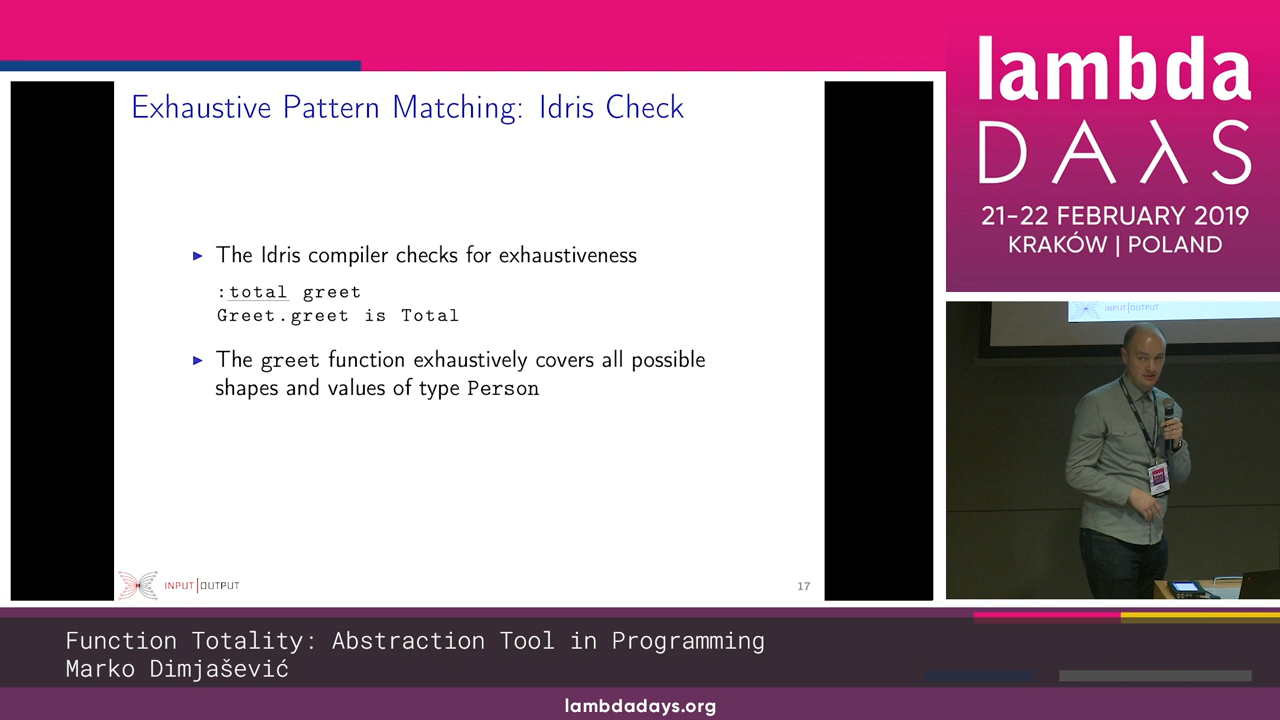 Exhaustive Pattern Matching: Idris Check
▶ The Idris compiler checks for exhaustiveness
:total greet
Greet.greet is Total
▶ The greet function exhaustively covers all possible
shapes and values of type Person
INPUT|OUTPUT
17
lambda
DAλS
21-22 FEBRUARY 2019
KRAKÓW | POLAND
INPUT|OUTPUT
Function Totality: Abstraction Tool in Programming
Marko Dimjašević
lambdadays.org